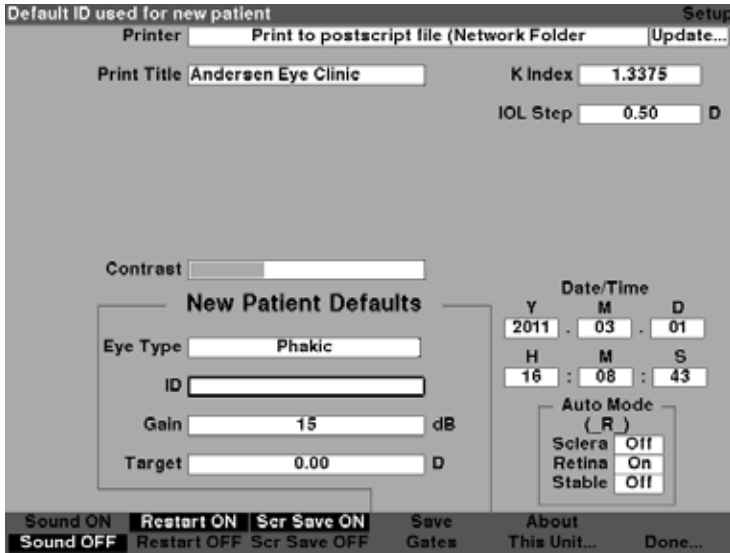 Default ID used for new patient Setup
Printer Print to postscript file (Network Folder Update...
Print Title Andersen Eye Clinic K Index 1.3375
IOL Step 0.50 D
Contrast
New Patient Defaults
Date/Time
Y M D
2011 . 03 . 01
Eye Type Phakic
H M S
16 : 08 : 43
ID
Auto Mode
(_R_)
Gain 15 dB
Sclera Off
Target 0.00 D
Retina On
Stable Off
Sound ON Restart ON Scr Save ON Save About
Sound OFF Restart OFF Scr Save OFF Gates This Unit... Done...